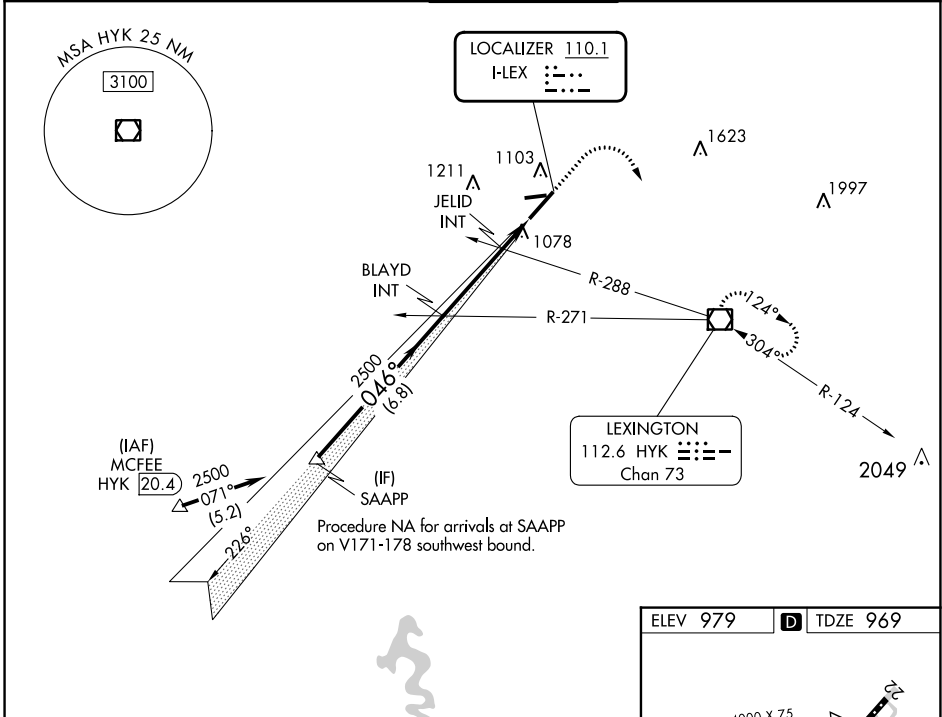 MSA HYK 25 NM
3100
LOCALIZER 110.1
I-LEX
1623
1103
1211
1997
JELID
INT
1078
BLAYD
INT
R-288
R-271
124°
304°
R-124
2500
046°
(6.8)
LEXINGTON
112.6 HYK
Chan 73
2049
(IAF)
MCFEE
HYK 20.4
2500
071°
(5.2)
(IF)
SAAPP
Procedure NA for arrivals at SAAPP
on V171-178 southwest bound.
226°
ELEV 979 D TDZE 969
22